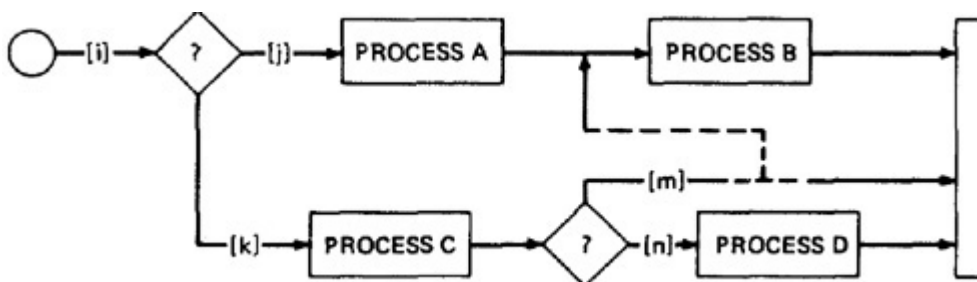 [i] ? [j] PROCESS A PROCESS B
[m]
[k] PROCESS C ? [n] PROCESS D